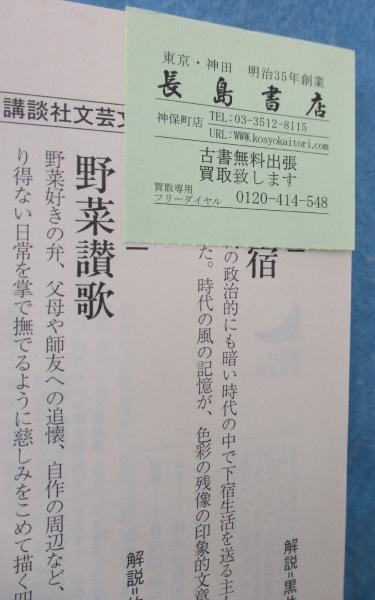 東京・神田 明治35年創業
長島書店
神保町店 TEL:03-3512-8115
URL:www.kosyokaitori.com
古書無料出張
買取致します
買取専用
フリーダイヤル 0120-414-548
講談社文芸文
宿
の政治的にも暗い時代の中で下宿生活を送る主人
た。時代の風の記憶が、色彩の残像の印象的文章
解説=黒
野菜讃歌
野菜好きの弁、父母や師友への追懐、自作の周辺など、
り得ない日常を掌で撫でるように慈しみをこめて描く四
解説=